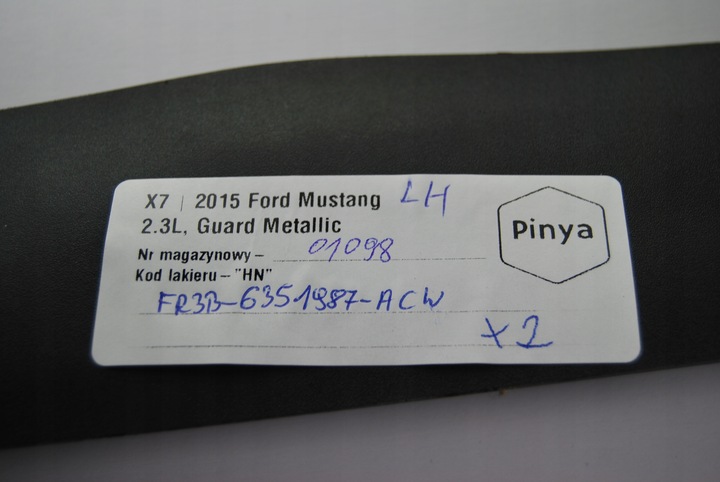 X7 | 2015 Ford Mustang LH
2.3L, Guard Metallic
Pinya
Nr magazynowy – 01098
Kod lakieru – "HN"
FR3B-6351987-ACW
x2